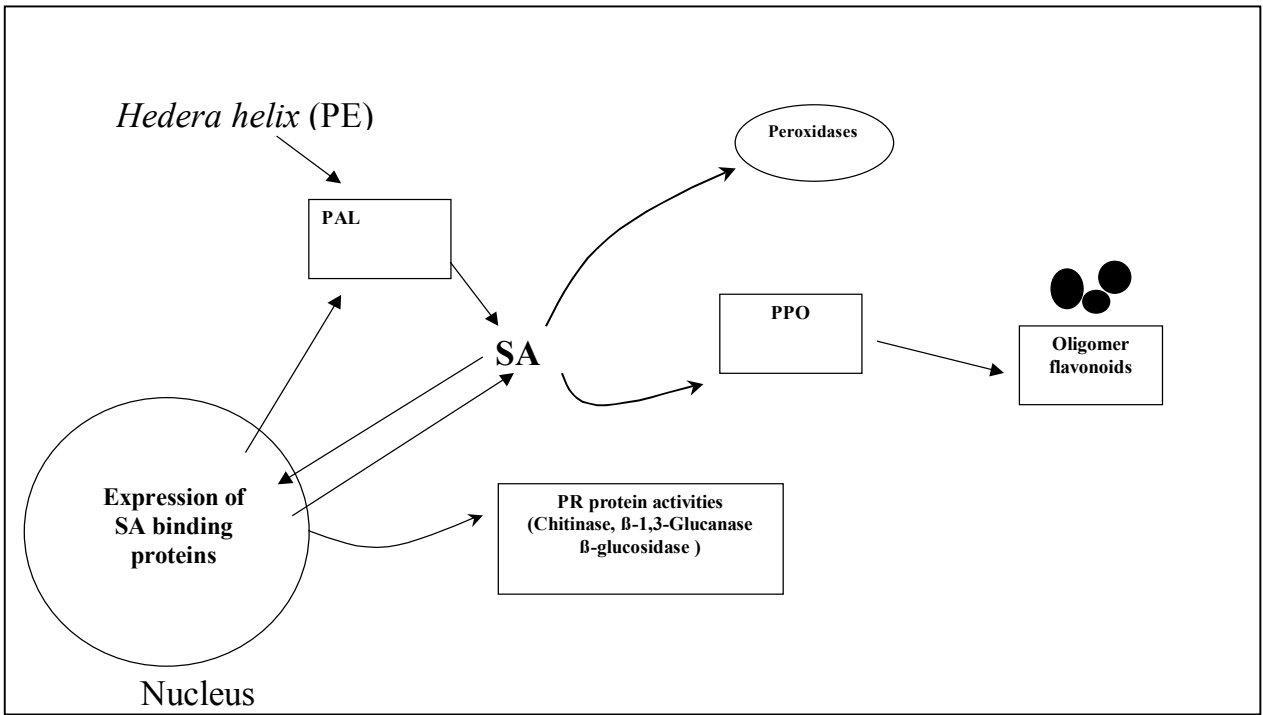 Hedera helix (PE)
Peroxidases
PAL
PPO
SA
Oligomer
flavonoids
Expression of
SA binding
proteins
PR protein activities
(Chitinase, ß-1,3-Glucanase
ß-glucosidase )
Nucleus